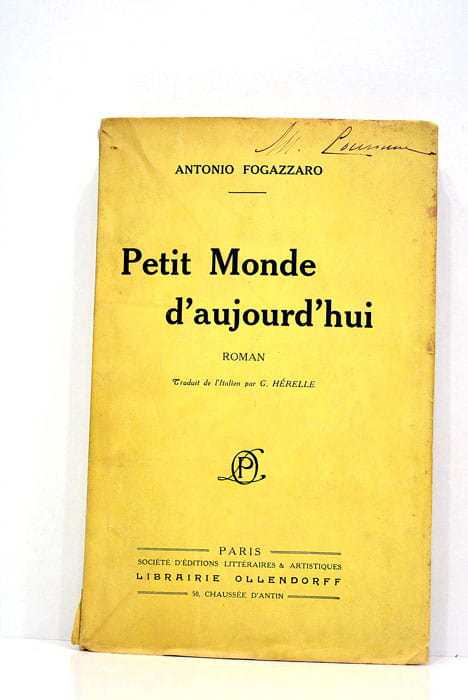 M.
ANTONIO FOGAZZARO
Petit Monde
d'aujourd'hui
ROMAN
Traduit de l'Italien par G. HÉRELLE
PARIS
SOCIÉTÉ D'ÉDITIONS LITTÉRAIRES & ARTISTIQUES
LIBRAIRIE OLLENDORFF
50, CHAUSSÉE D'ANTIN